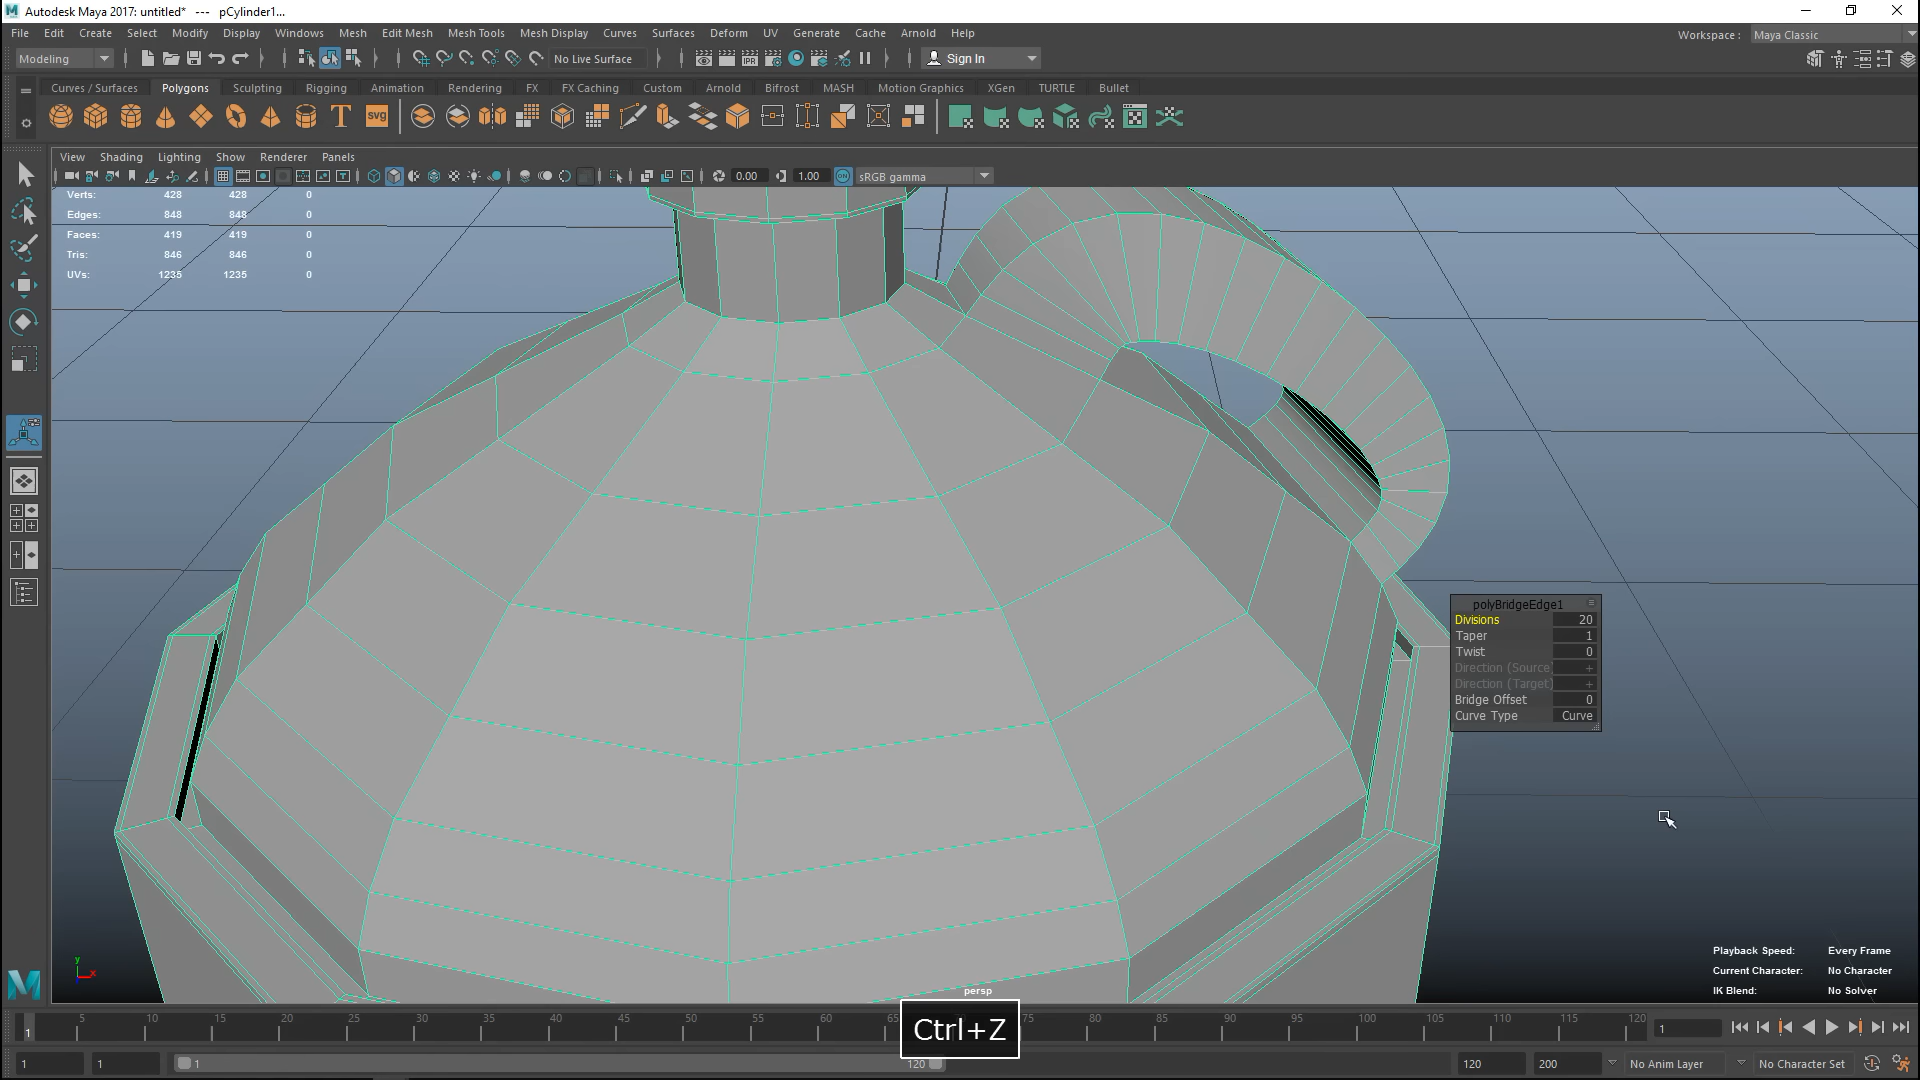 Autodesk Maya 2017: untitled* --- pCylinder1...
File Edit Create Select Modify Display Windows Mesh Edit Mesh Mesh Tools Mesh Display Curves Surfaces Deform UV Generate Cache Arnold Help Workspace : Maya Classic
Modeling No Live Surface IPR Sign In
Curves / Surfaces Polygons Sculpting Rigging Animation Rendering FX FX Caching Custom Arnold Bifrost MASH Motion Graphics XGen TURTLE Bullet
T SVG
View Shading Lighting Show Renderer Panels
0.00 1.00 ON sRGB gamma
Verts: 428 428 0
Edges: 848 848 0
Faces: 419 419 0
Tris: 846 846 0
UVs: 1235 1235 0
polyBridgeEdge1
Divisions 20
Taper 1
Twist 0
Direction (Source) +
Direction (Target) +
Bridge Offset 0
Curve Type Curve
Playback Speed: Every Frame
Current Character: No Character
IK Blend: No Solver
y
x
persp
Ctrl+Z
1 5 10 15 20 25 30 35 40 45 50 55 60 65 75 80 85 90 95 100 105 110 115 120 1
1 1 1 120 120 200 No Anim Layer No Character Set